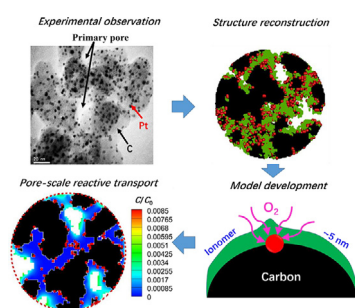 Experimental observation
Structure reconstruction
Primary pore
Pt
C
Pore-scale reactive transport
Model development
C/C₀
0.0085
0.00765
0.0068
0.00595
0.0051
0.00425
0.0034
0.00255
0.0017
0.00085
0
O₂
Ionomer
~5 nm
Carbon